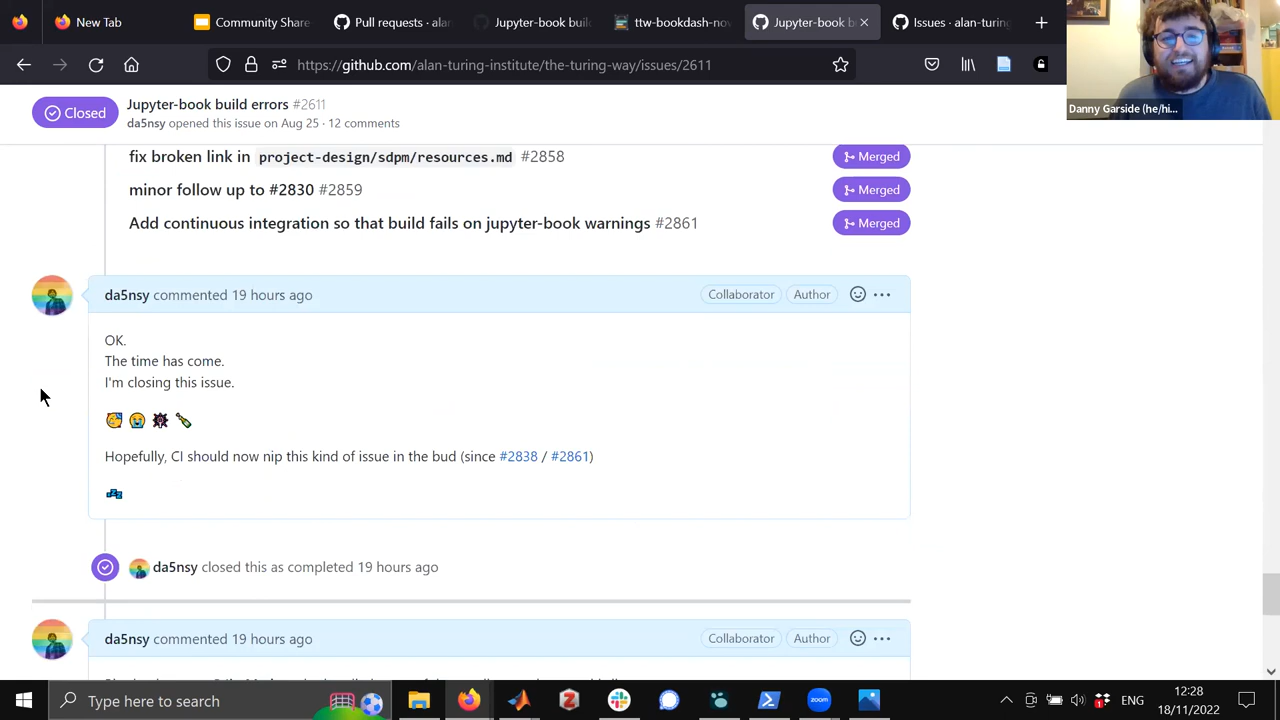 New Tab
Community Share
Pull requests · ala
Jupyter-book buil
ttw-bookdash-nov
Jupyter-book b
Issues · alan-turing
https://github.com/alan-turing-institute/the-turing-way/issues/2611
Danny Garside (he/hi...
Closed
Jupyter-book build errors #2611
da5nsy opened this issue on Aug 25 · 12 comments
fix broken link in project-design/sdpm/resources.md #2858
Merged
minor follow up to #2830 #2859
Merged
Add continuous integration so that build fails on jupyter-book warnings #2861
Merged
da5nsy commented 19 hours ago
Collaborator
Author
OK.
The time has come.
I'm closing this issue.
Hopefully, CI should now nip this kind of issue in the bud (since #2838 / #2861)
da5nsy closed this as completed 19 hours ago
da5nsy commented 19 hours ago
Collaborator
Author
Type here to search
zoom
ENG
12:28
18/11/2022